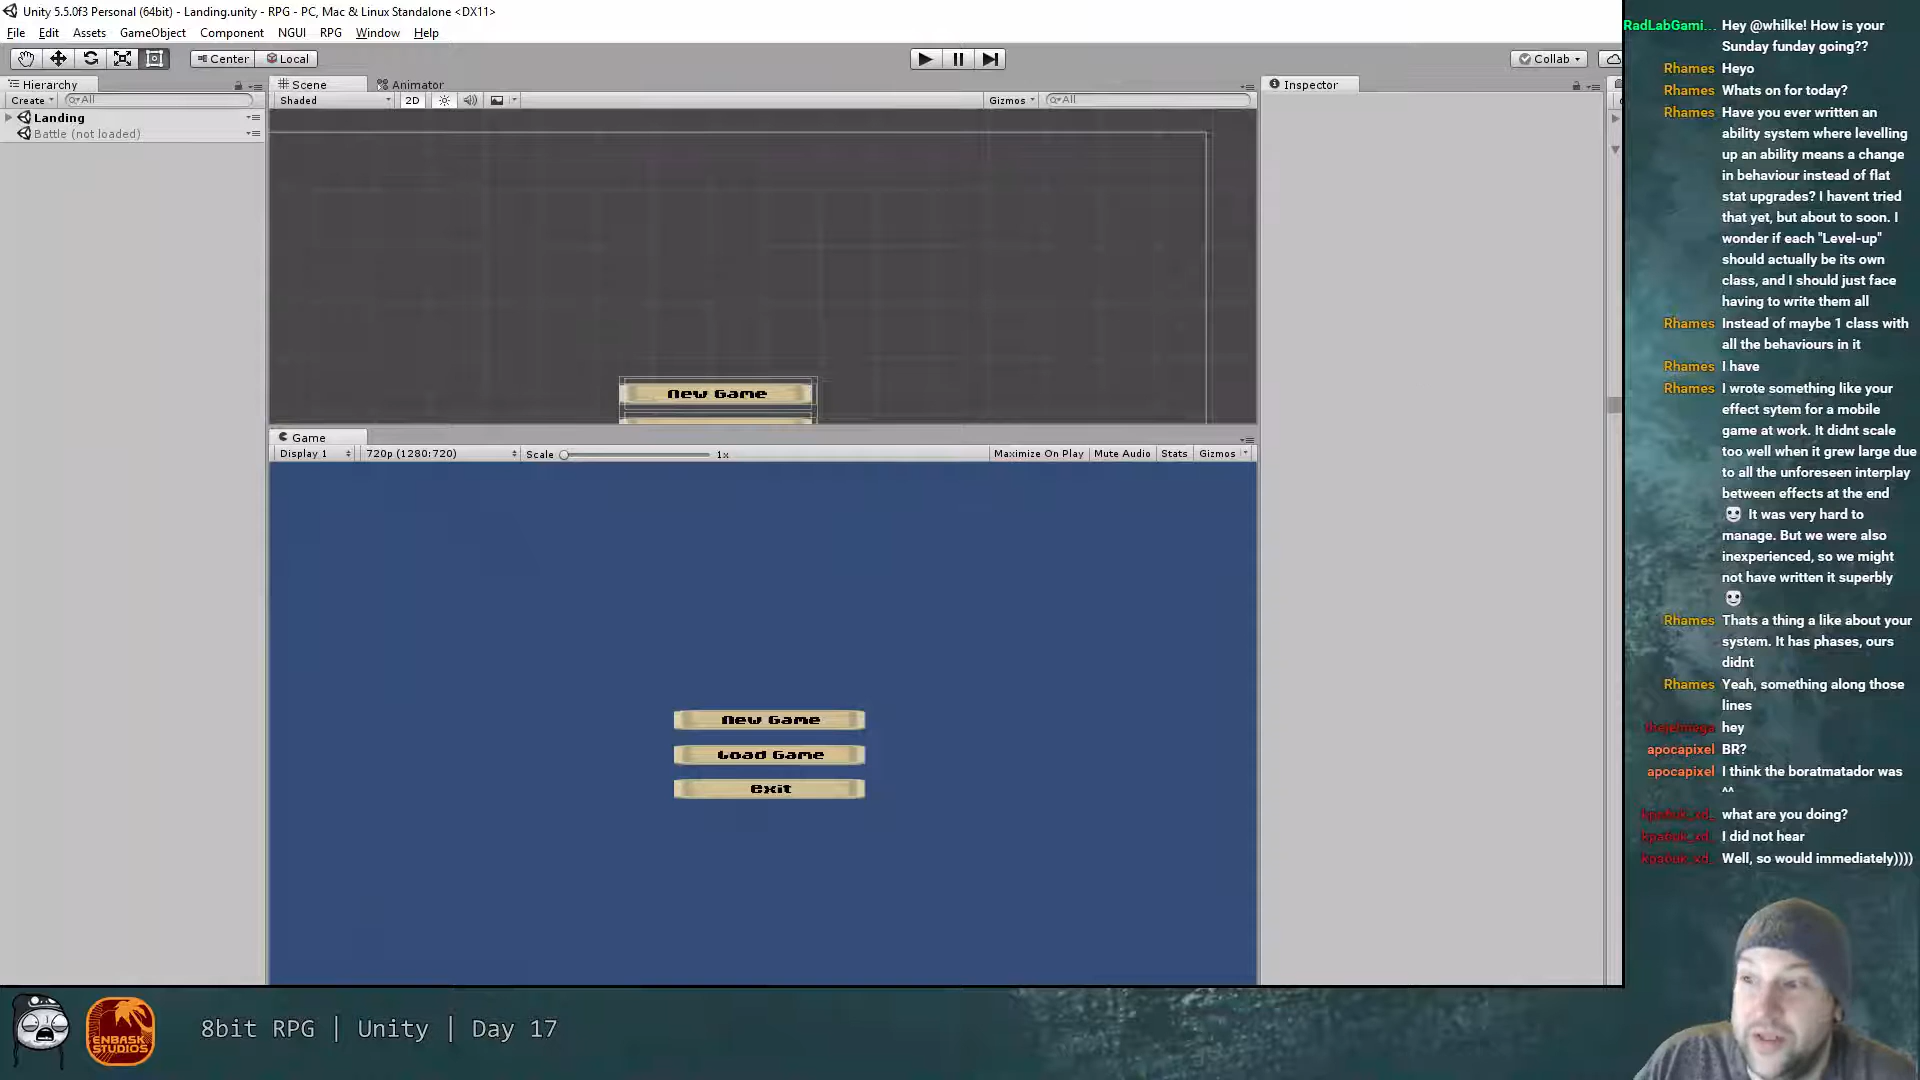 Unity 5.5.0f3 Personal (64bit) - Landing.unity - RPG - PC, Mac & Linux Standalone <DX11>
File Edit Assets GameObject Component NGUI RPG Window Help
Center Local
Collab
Hierarchy
Create All
Landing
Battle (not loaded)
Scene Animator
Shaded 2D Gizmos All
New Game
Game
Display 1 720p (1280:720) Scale 1x Maximize On Play Mute Audio Stats Gizmos
New Game
Load Game
Exit
Inspector
RadLabGami... Hey @whilke! How is your
Sunday funday going??
Rhames Heyo
Rhames Whats on for today?
Rhames Have you ever written an
ability system where levelling
up an ability means a change
in behaviour instead of flat
stat upgrades? I havent tried
that yet, but about to soon. I
wonder if each "Level-up"
should actually be its own
class, and I should just face
having to write them all
Rhames Instead of maybe 1 class with
all the behaviours in it
Rhames I have
Rhames I wrote something like your
effect sytem for a mobile
game at work. It didnt scale
too well when it grew large due
to all the unforeseen interplay
between effects at the end
It was very hard to
manage. But we were also
inexperienced, so we might
not have written it superbly
Rhames Thats a thing a like about your
system. It has phases, ours
didnt
Rhames Yeah, something along those
lines
hey
apocapixel BR?
apocapixel I think the boratmatador was
^^
what are you doing?
I did not hear
Well, so would immediately))))
ENBASK
STUDIOS
8bit RPG | Unity | Day 17